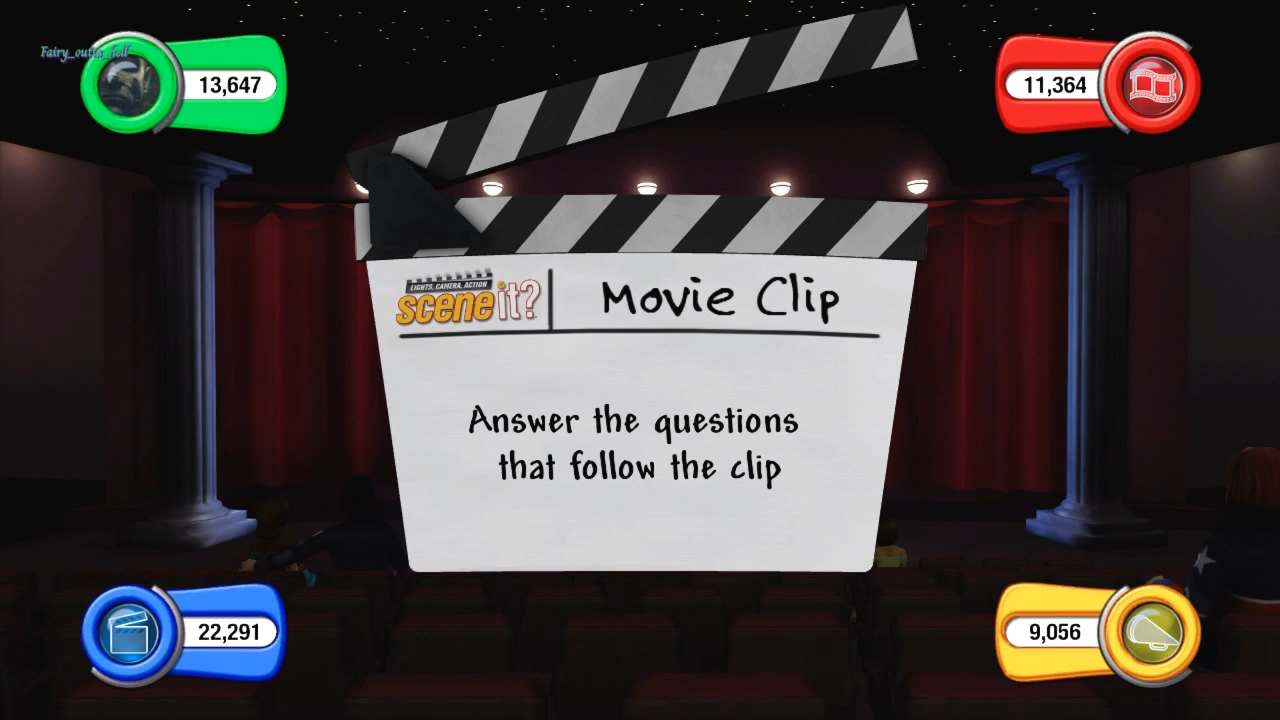 13,647
11,364
LIGHTS, CAMERA, ACTION
scene it?
Movie Clip
Answer the questions
that follow the clip
22,291
9,056